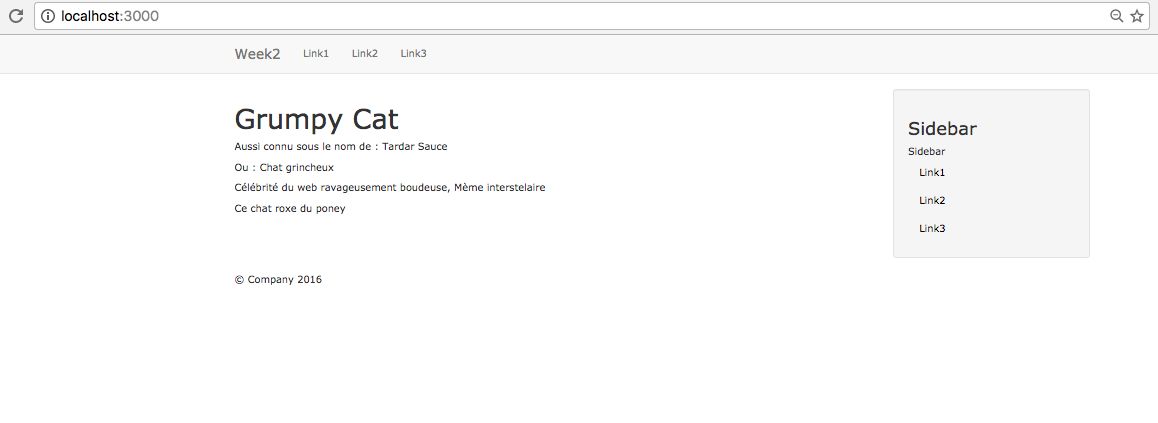 localhost:3000
Week2 Link1 Link2 Link3
Grumpy Cat
Aussi connu sous le nom de : Tardar Sauce
Ou : Chat grincheux
Célébrité du web ravageusement boudeuse, Mème interstelaire
Ce chat roxe du poney
© Company 2016
Sidebar
Sidebar
Link1
Link2
Link3